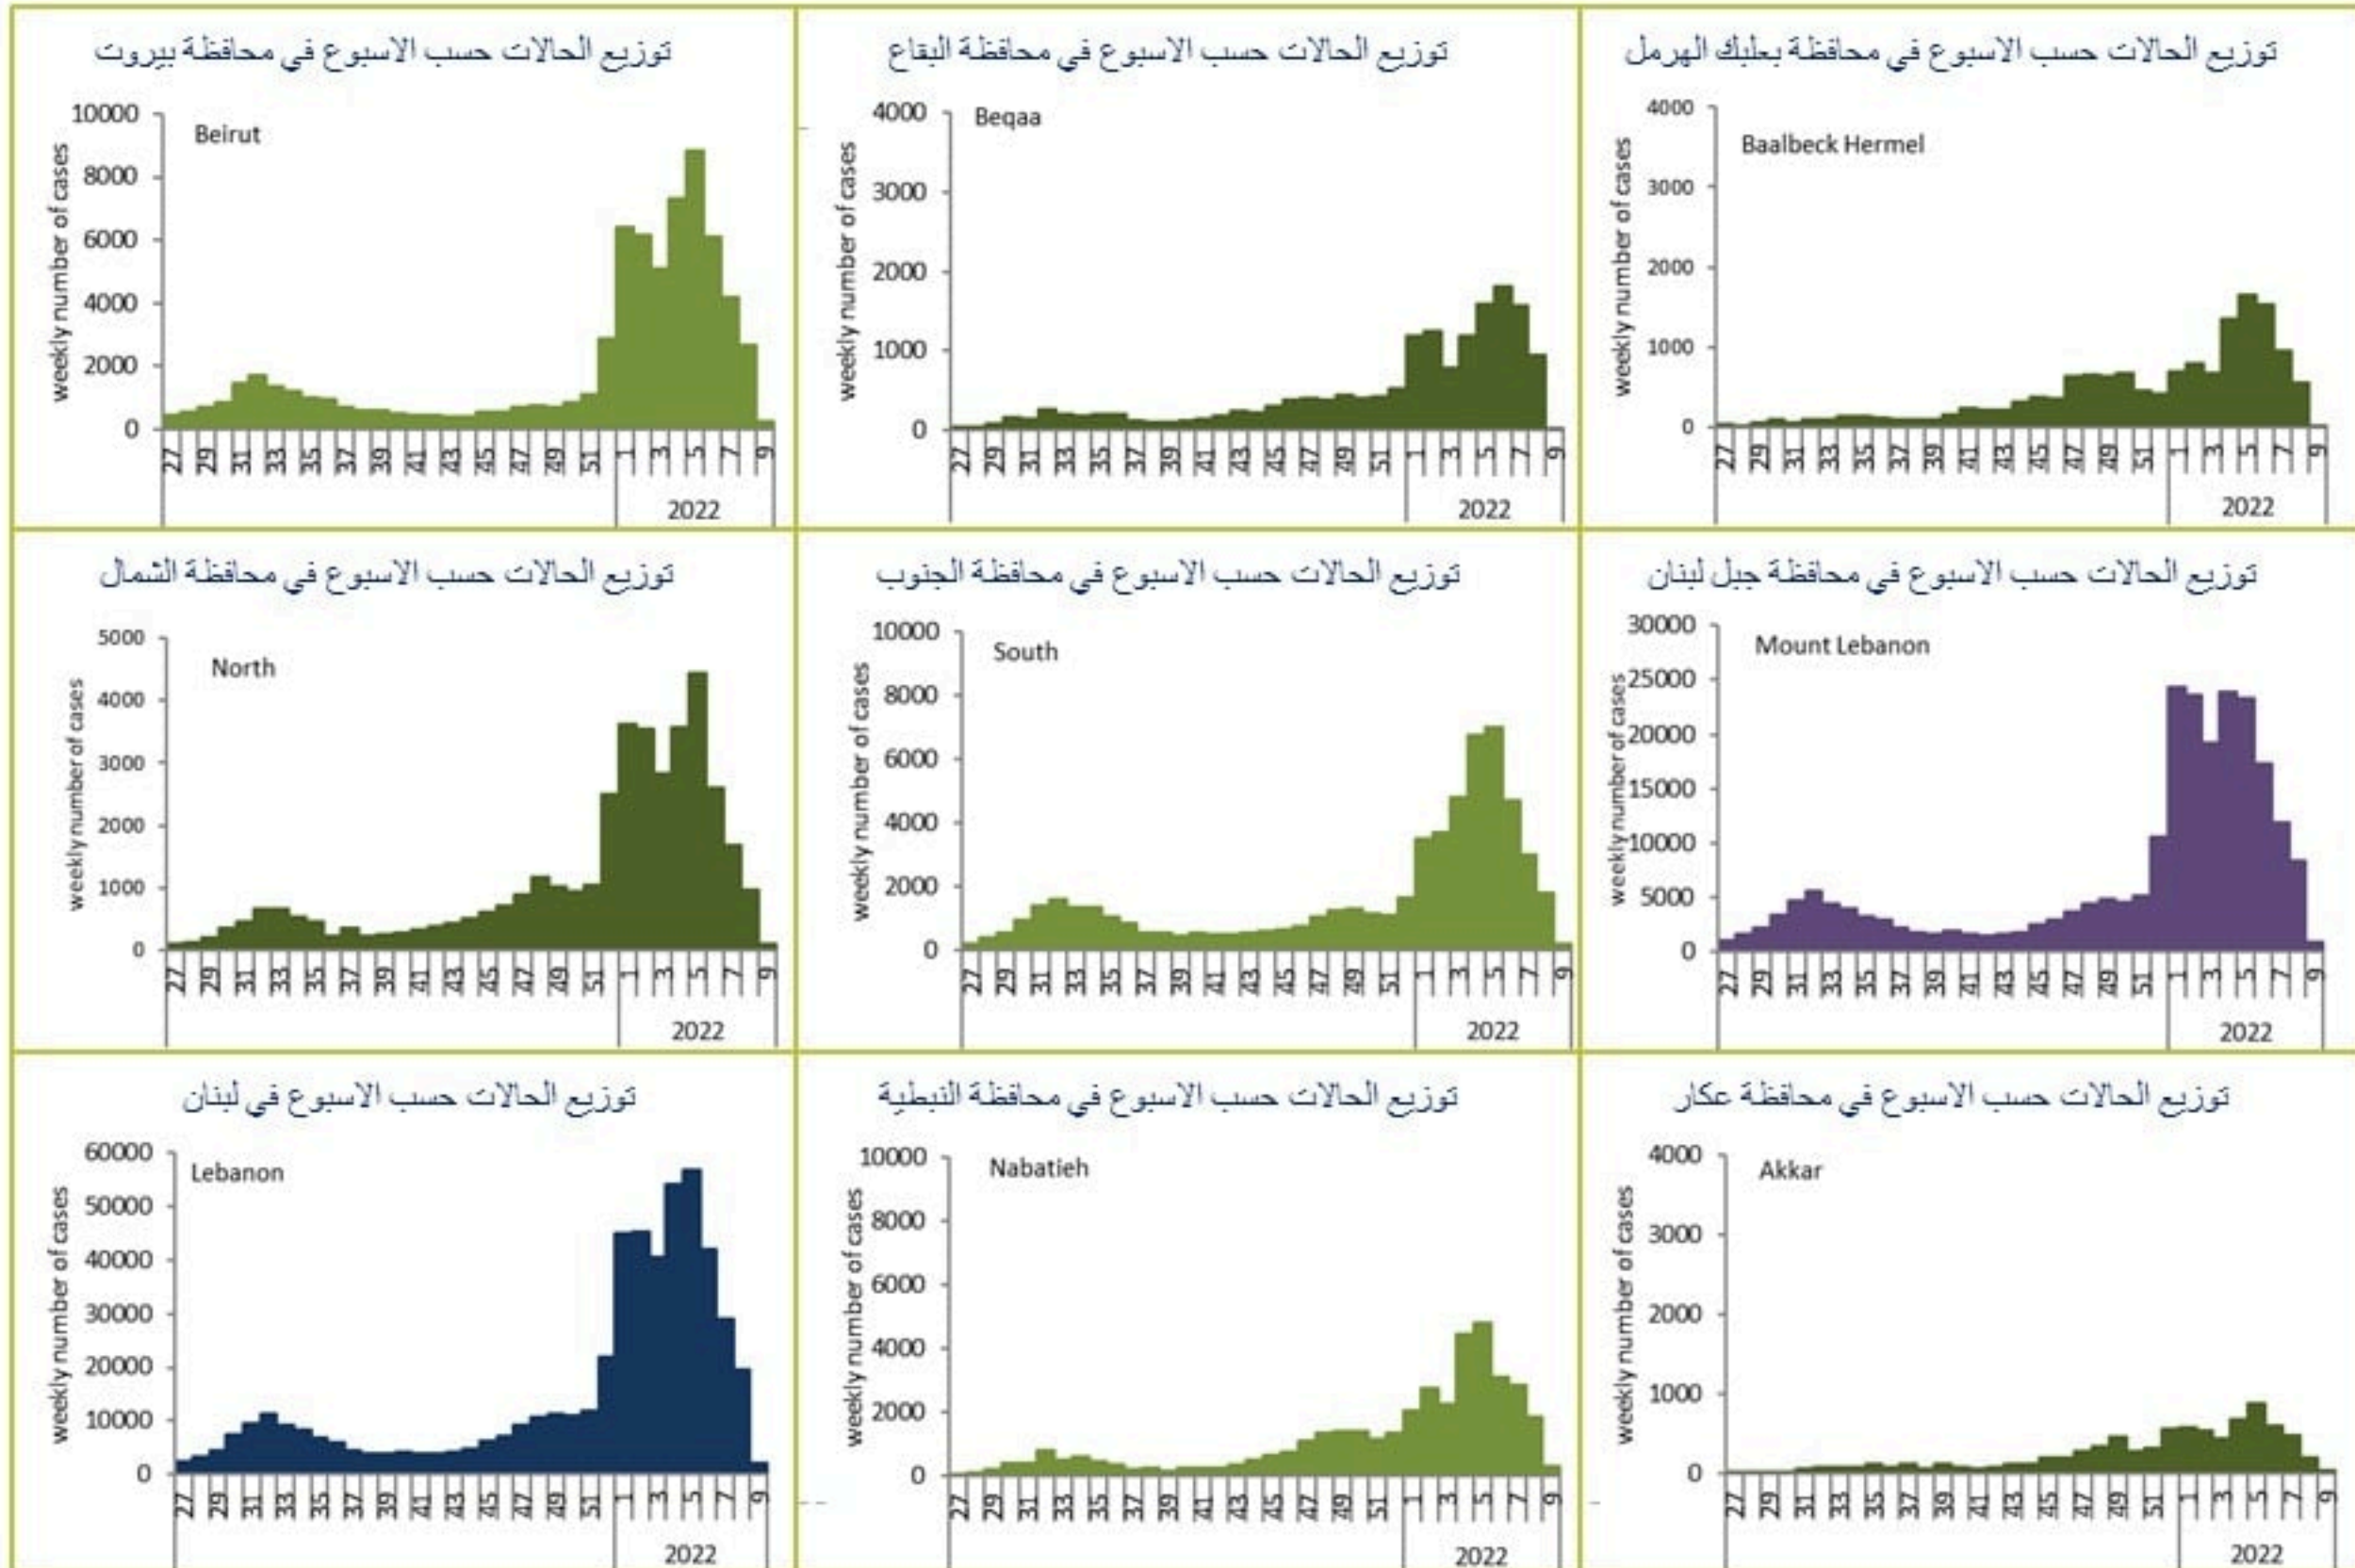 توزيع الحالات حسب الاسبوع في محافظة بيروت
Beirut
weekly number of cases
10000
8000
6000
4000
2000
0
27 29 31 33 35 37 39 41 43 45 47 49 51 1 3 5 7 9
2022
توزيع الحالات حسب الاسبوع في محافظة البقاع
Beqaa
weekly number of cases
4000
3000
2000
1000
0
27 29 31 33 35 37 39 41 43 45 47 49 51 1 3 5 7 9
2022
توزيع الحالات حسب الاسبوع في محافظة بعلبك الهرمل
Baalbeck Hermel
weekly number of cases
4000
3000
2000
1000
0
27 29 31 33 35 37 39 41 43 45 47 49 51 1 3 5 7 9
2022
توزيع الحالات حسب الاسبوع في محافظة الشمال
North
weekly number of cases
5000
4000
3000
2000
1000
0
27 29 31 33 35 37 39 41 43 45 47 49 51 1 3 5 7 9
2022
توزيع الحالات حسب الاسبوع في محافظة الجنوب
South
weekly number of cases
10000
8000
6000
4000
2000
0
27 29 31 33 35 37 39 41 43 45 47 49 51 1 3 5 7 9
2022
توزيع الحالات حسب الاسبوع في محافظة جبل لبنان
Mount Lebanon
weekly number of cases
30000
25000
20000
15000
10000
5000
0
27 29 31 33 35 37 39 41 43 45 47 49 51 1 3 5 7 9
2022
توزيع الحالات حسب الاسبوع في لبنان
Lebanon
weekly number of cases
60000
50000
40000
30000
20000
10000
0
27 29 31 33 35 37 39 41 43 45 47 49 51 1 3 5 7 9
2022
توزيع الحالات حسب الاسبوع في محافظة النبطية
Nabatieh
weekly number of cases
10000
8000
6000
4000
2000
0
27 29 31 33 35 37 39 41 43 45 47 49 51 1 3 5 7 9
2022
توزيع الحالات حسب الاسبوع في محافظة عكار
Akkar
weekly number of cases
4000
3000
2000
1000
0
27 29 31 33 35 37 39 41 43 45 47 49 51 1 3 5 7 9
2022